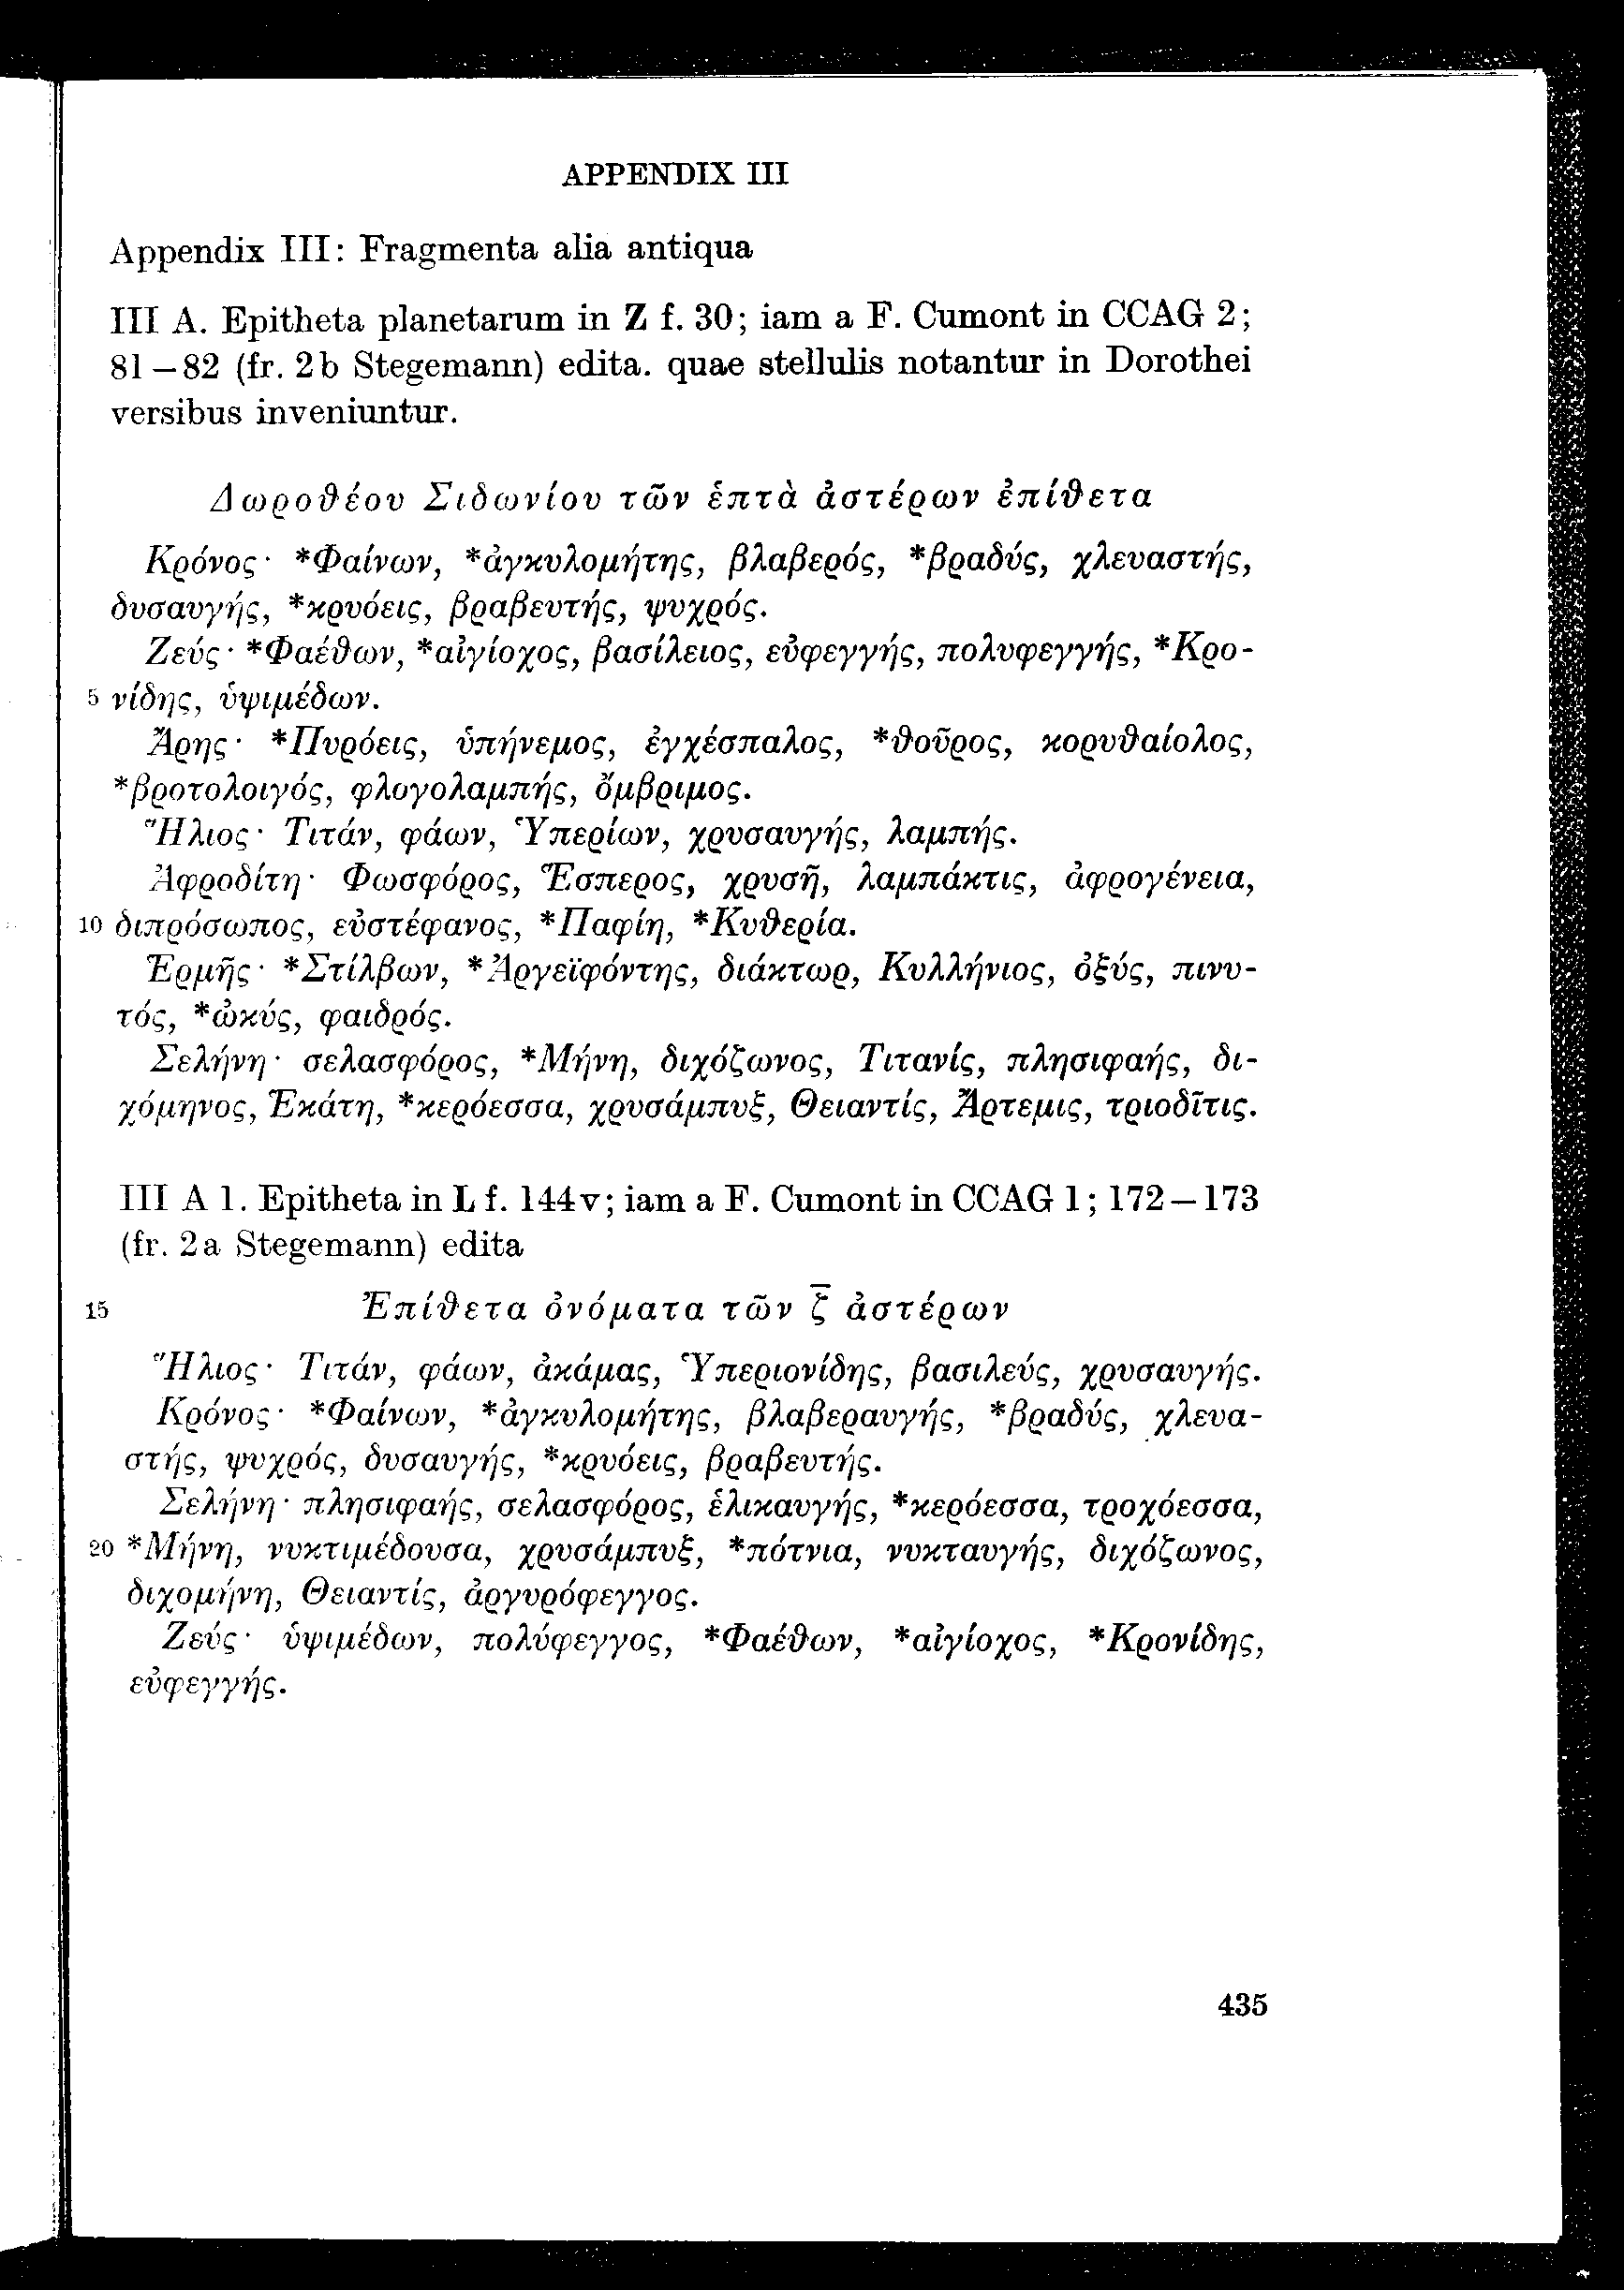 APPENDIX III
Appendix III: Fragmenta alia antiqua
III A. Epitheta planetarum in Z f. 30; iam a F. Cumont in CCAG 2;
81–82 (fr. 2b Stegemann) edita. quae stellulis notantur in Dorothei
versibus inveniuntur.
Δωροθέου Σιδωνίου τῶν ἑπτὰ ἀστέρων ἐπίθετα
Κρόνος· *Φαίνων, *ἀγκυλομήτης, βλαβερός, *βραδύς, χλευαστής,
δυσαυγής, *κρυόεις, βραβευτής, ψυχρός.
Ζεύς· *Φαέθων, *αἰγίοχος, βασίλειος, εὐφεγγής, πολυφεγγής, *Κρο-
5 νίδης, ὑψιμέδων.
Ἄρης· *Πυρόεις, ὑπήνεμος, ἐγχέσπαλος, *θοῦρος, κορυθαίολος,
*βροτολοιγός, φλογολαμπής, ὄμβριμος.
Ἥλιος· Τιτάν, φάων, Ὑπερίων, χρυσαυγής, λαμπής.
Ἀφροδίτη· Φωσφόρος, Ἕσπερος, χρυσῆ, λαμπάκτις, ἀφρογένεια,
10 διπρόσωπος, εὐστέφανος, *Παφίη, *Κυθερία.
Ἑρμῆς· *Στίλβων, *Ἀργεϊφόντης, διάκτωρ, Κυλλήνιος, ὀξύς, πινυ-
τός, *ὠκύς, φαιδρός.
Σελήνη· σελασφόρος, *Μήνη, διχόζωνος, Τιτανίς, πλησιφαής, δι-
χόμηνος, Ἑκάτη, *κερόεσσα, χρυσάμπυξ, Θειαντίς, Ἄρτεμις, τριοδῖτις.
III A 1. Epitheta in L f. 144v; iam a F. Cumont in CCAG 1; 172–173
(fr. 2a Stegemann) edita
15 Ἐπίθετα ὀνόματα τῶν ζ̅ ἀστέρων
Ἥλιος· Τιτάν, φάων, ἀκάμας, Ὑπεριονίδης, βασιλεύς, χρυσαυγής.
Κρόνος· *Φαίνων, *ἀγκυλομήτης, βλαβεραυγής, *βραδύς, χλευα-
στής, ψυχρός, δυσαυγής, *κρυόεις, βραβευτής.
Σελήνη· πλησιφαής, σελασφόρος, ἑλικαυγής, *κερόεσσα, τροχόεσσα,
20 *Μήνη, νυκτιμέδουσα, χρυσάμπυξ, *πότνια, νυκταυγής, διχόζωνος,
διχομήνη, Θειαντίς, ἀργυρόφεγγος.
Ζεύς· ὑψιμέδων, πολύφεγγος, *Φαέθων, *αἰγίοχος, *Κρονίδης,
εὐφεγγής.
435